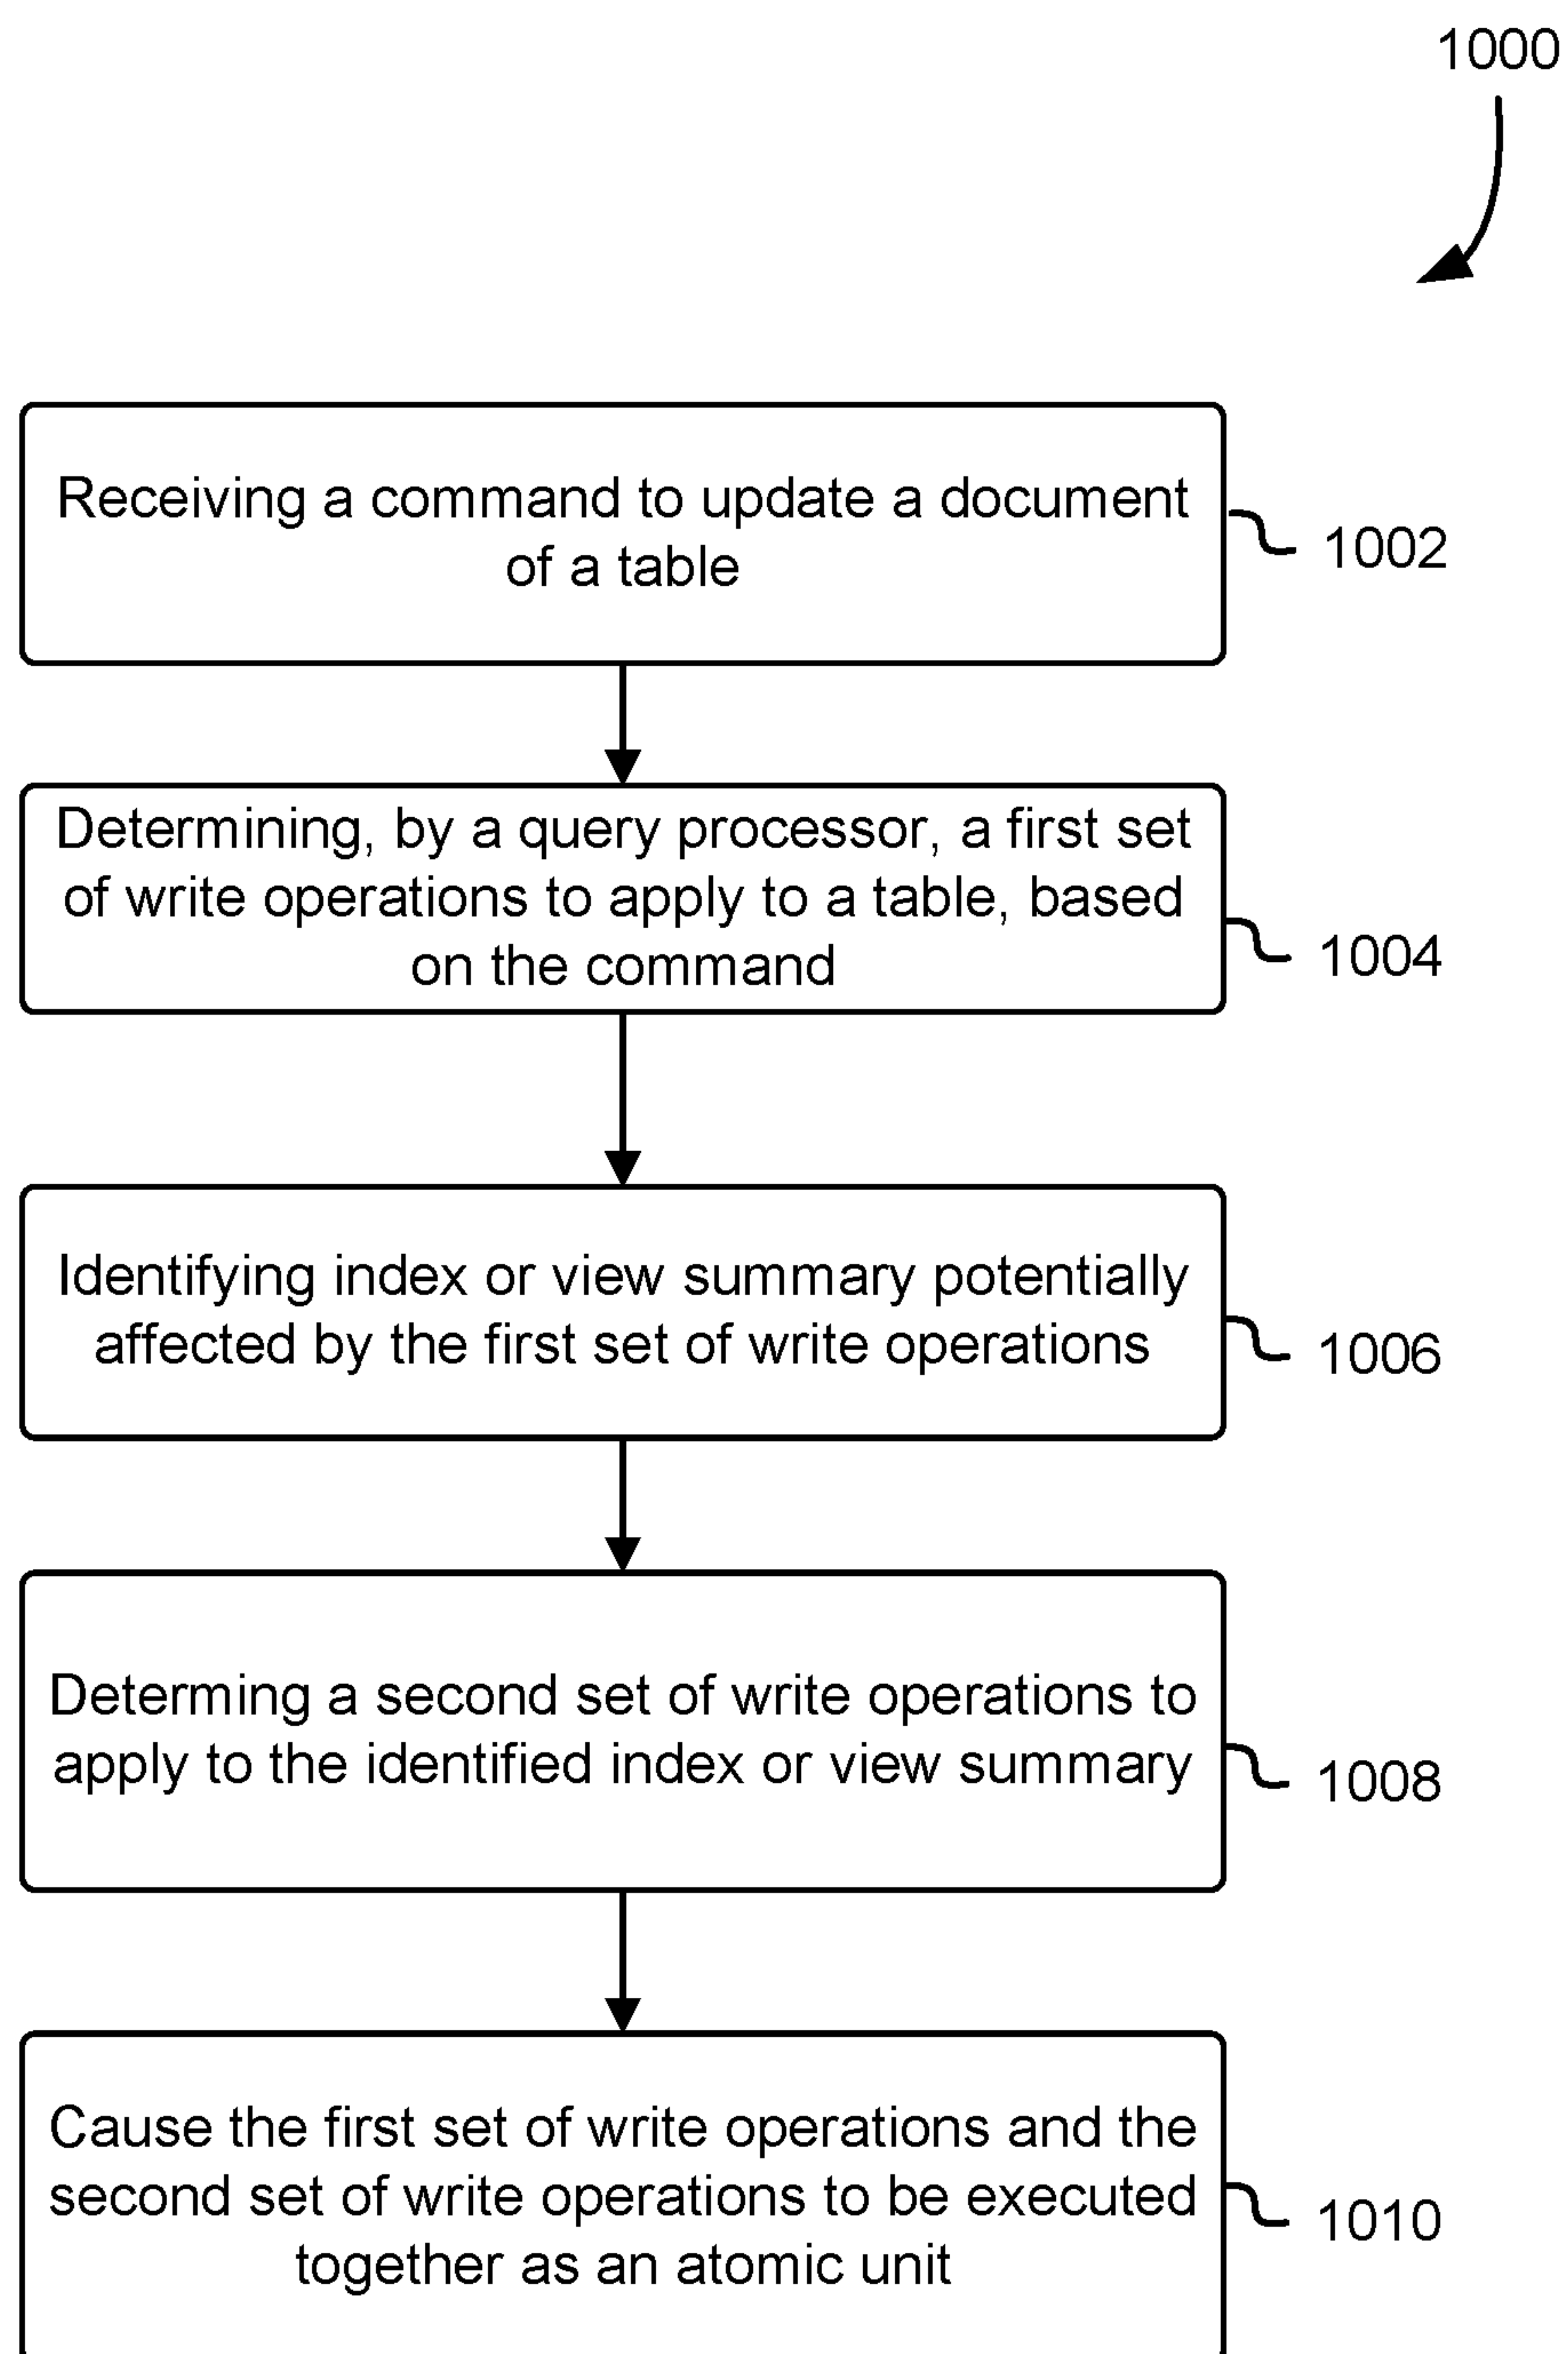 1000
Receiving a command to update a document
of a table
1002
Determining, by a query processor, a first set
of write operations to apply to a table, based
on the command
1004
Identifying index or view summary potentially
affected by the first set of write operations
1006
Determing a second set of write operations to
apply to the identified index or view summary
1008
Cause the first set of write operations and the
second set of write operations to be executed
together as an atomic unit
1010